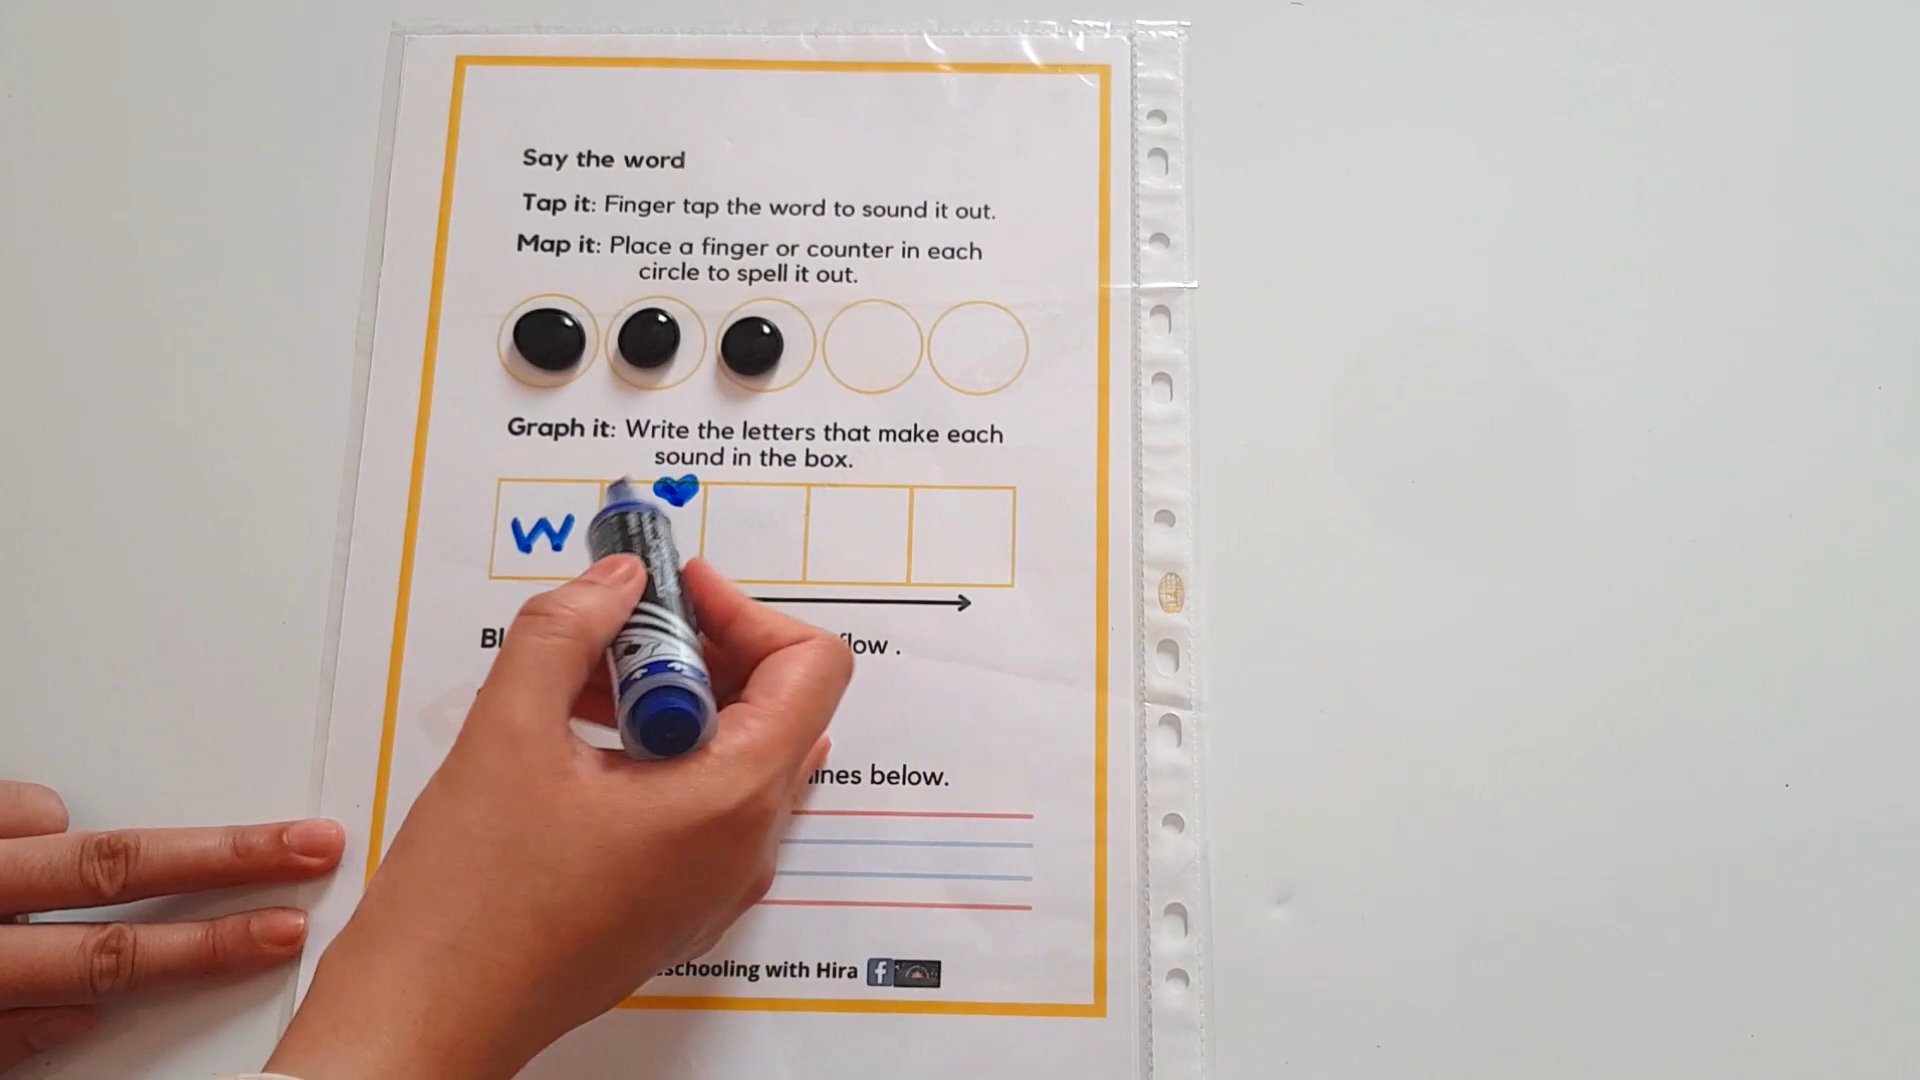 Say the word
Tap it: Finger tap the word to sound it out.
Map it: Place a finger or counter in each
circle to spell it out.
Graph it: Write the letters that make each
sound in the box.
w
flow .
lines below.
schooling with Hira